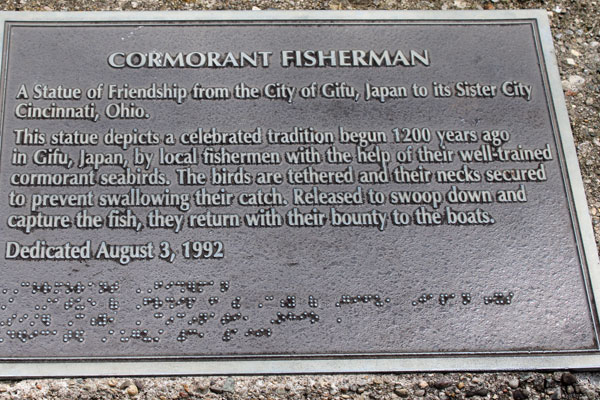 CORMORANT FISHERMAN
A Statue of Friendship from the City of Gifu, Japan to its Sister City
Cincinnati, Ohio.
This statue depicts a celebrated tradition begun 1200 years ago
in Gifu, Japan, by local fishermen with the help of their well-trained
cormorant seabirds. The birds are tethered and their necks secured
to prevent swallowing their catch. Released to swoop down and
capture the fish, they return with their bounty to the boats.
Dedicated August 3, 1992